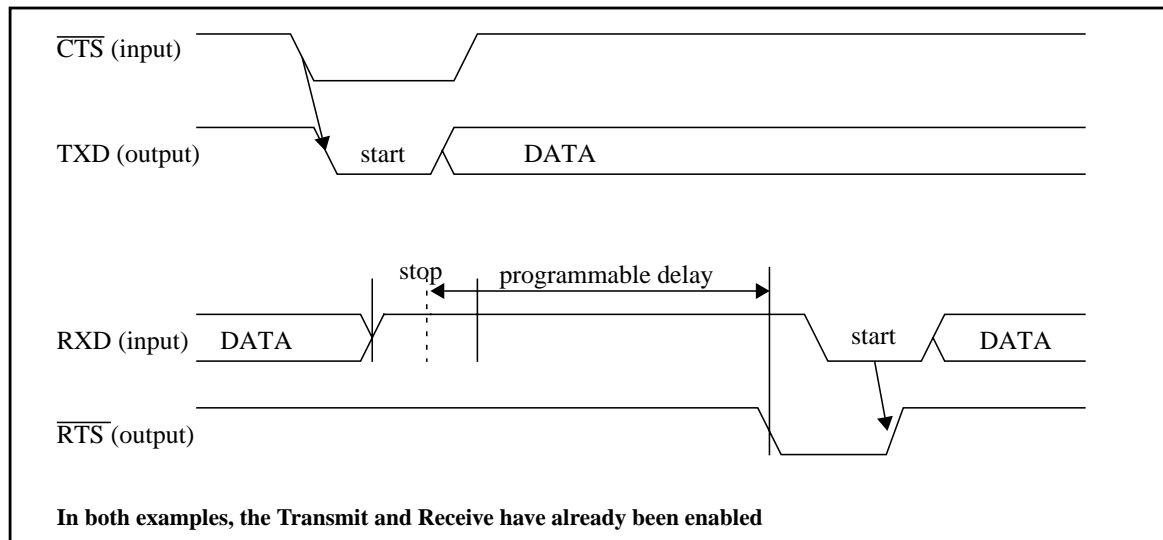 CTS (input)
TXD (output) start DATA
stop programmable delay
RXD (input) DATA start DATA
RTS (output)
In both examples, the Transmit and Receive have already been enabled